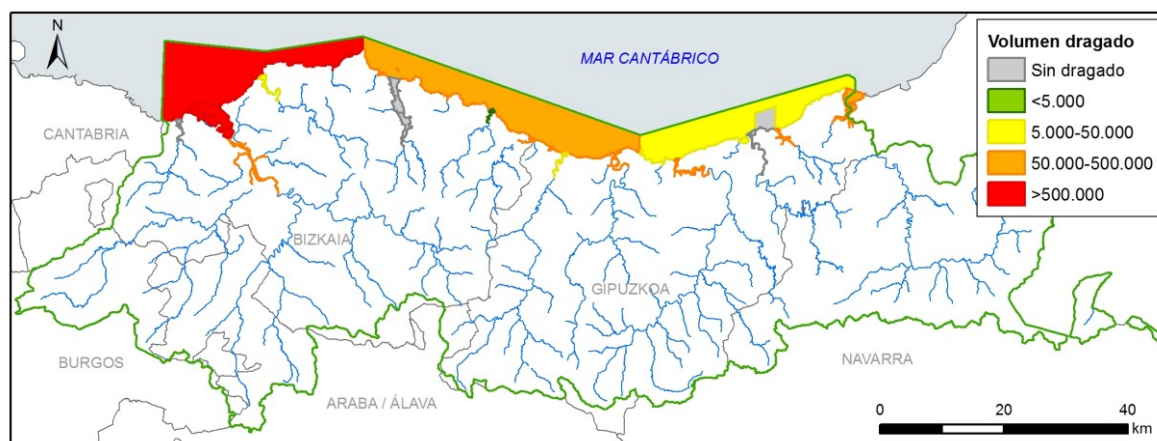 N
MAR CANTÁBRICO
Volumen dragado
Sin dragado
<5.000
5.000-50.000
50.000-500.000
>500.000
CANTABRIA
BIZKAIA
GIPUZKOA
BURGOS
NAVARRA
ARABA / ÁLAVA
0 20 40
km